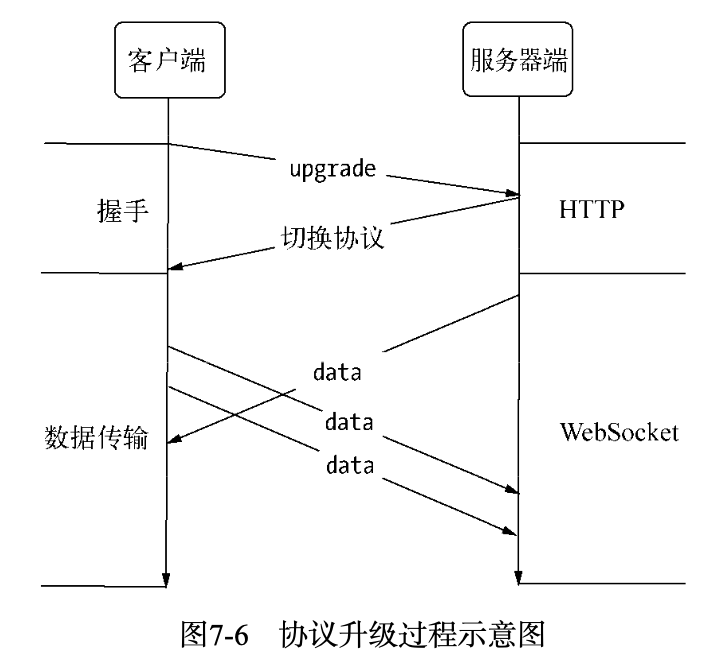 客户端
服务器端
upgrade
握手
HTTP
切换协议
data
数据传输
data
WebSocket
data
图7-6 协议升级过程示意图